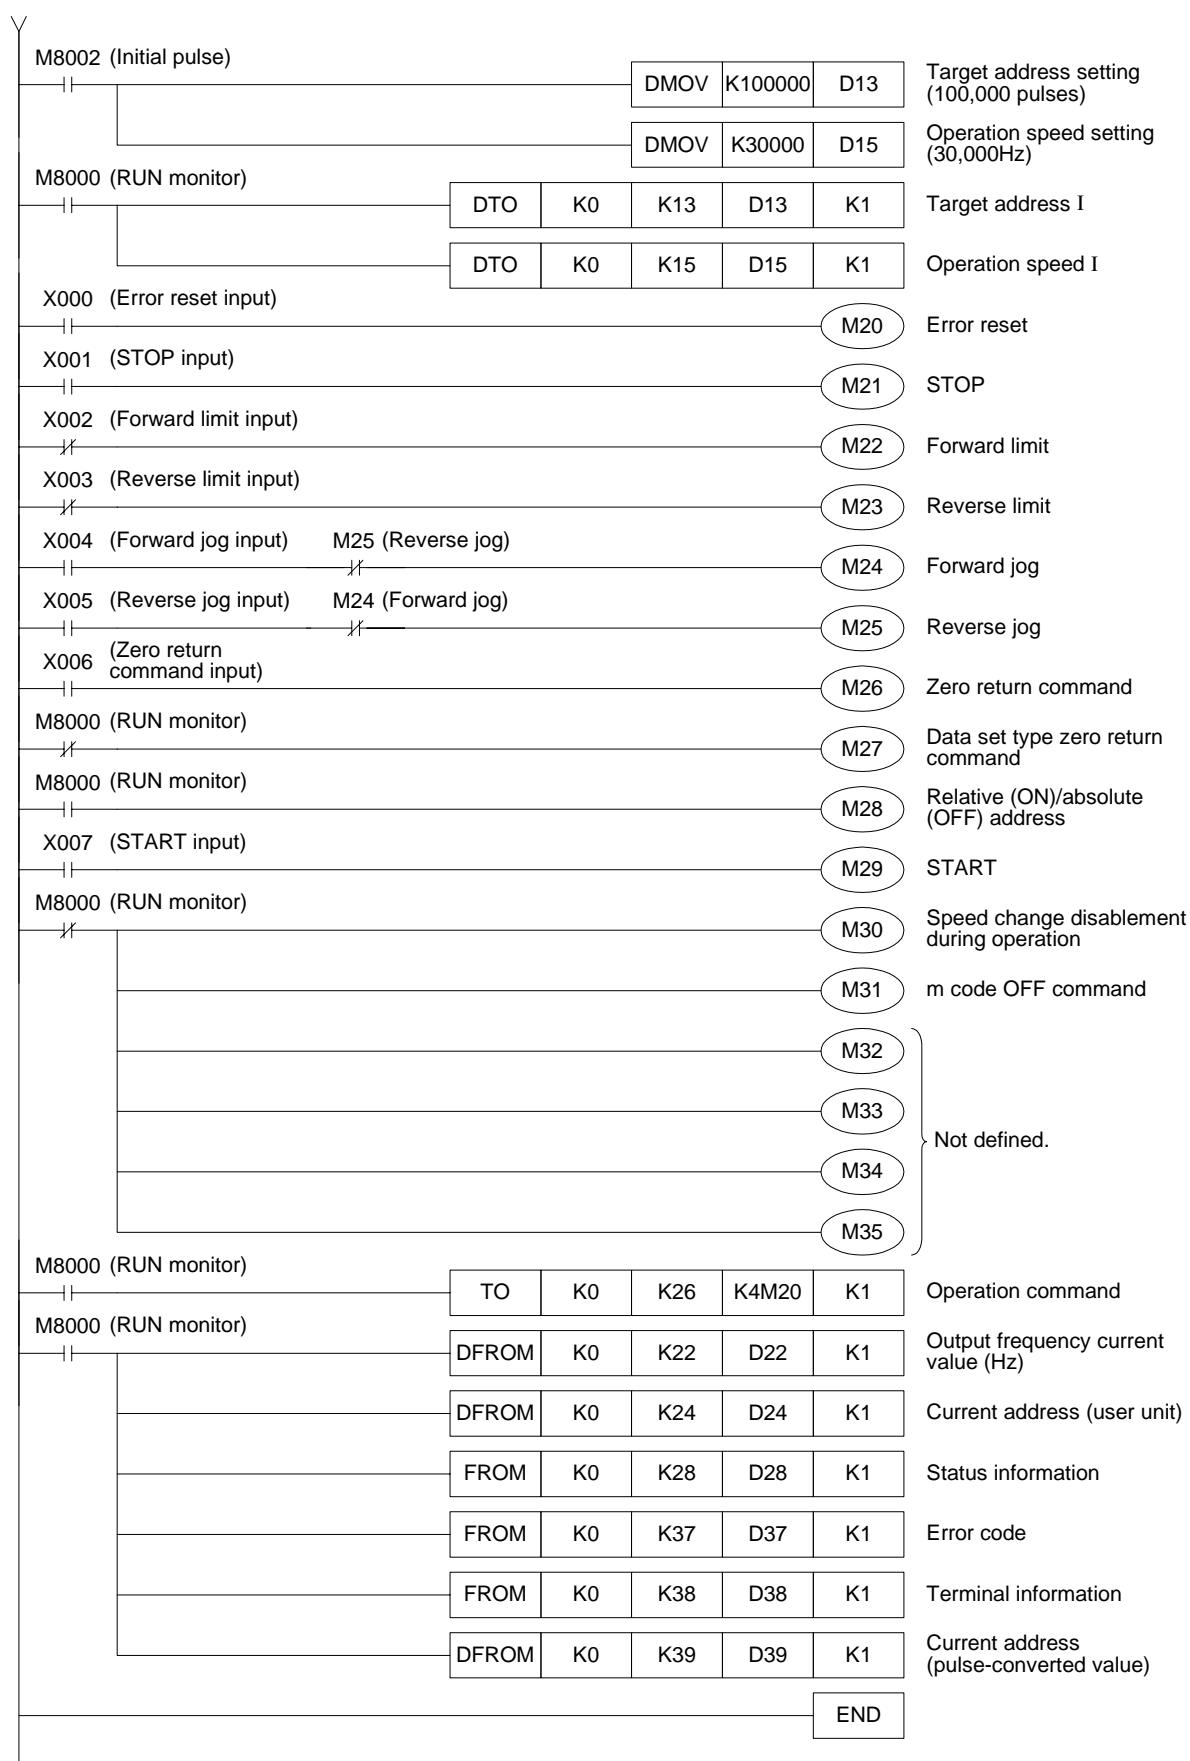 M8002 (Initial pulse)
DMOV K100000 D13 Target address setting
(100,000 pulses)
DMOV K30000 D15 Operation speed setting
(30,000Hz)
M8000 (RUN monitor)
DTO K0 K13 D13 K1 Target address I
DTO K0 K15 D15 K1 Operation speed I
X000 (Error reset input)
M20 Error reset
X001 (STOP input)
M21 STOP
X002 (Forward limit input)
M22 Forward limit
X003 (Reverse limit input)
M23 Reverse limit
X004 (Forward jog input) M25 (Reverse jog)
M24 Forward jog
X005 (Reverse jog input) M24 (Forward jog)
M25 Reverse jog
X006 (Zero return
command input)
M26 Zero return command
M8000 (RUN monitor)
M27 Data set type zero return
command
M8000 (RUN monitor)
M28 Relative (ON)/absolute
(OFF) address
X007 (START input)
M29 START
M8000 (RUN monitor)
M30 Speed change disablement
during operation
M31 m code OFF command
M32
M33
Not defined.
M34
M35
M8000 (RUN monitor)
TO K0 K26 K4M20 K1 Operation command
M8000 (RUN monitor)
DFROM K0 K22 D22 K1 Output frequency current
value (Hz)
DFROM K0 K24 D24 K1 Current address (user unit)
FROM K0 K28 D28 K1 Status information
FROM K0 K37 D37 K1 Error code
FROM K0 K38 D38 K1 Terminal information
DFROM K0 K39 D39 K1 Current address
(pulse-converted value)
END